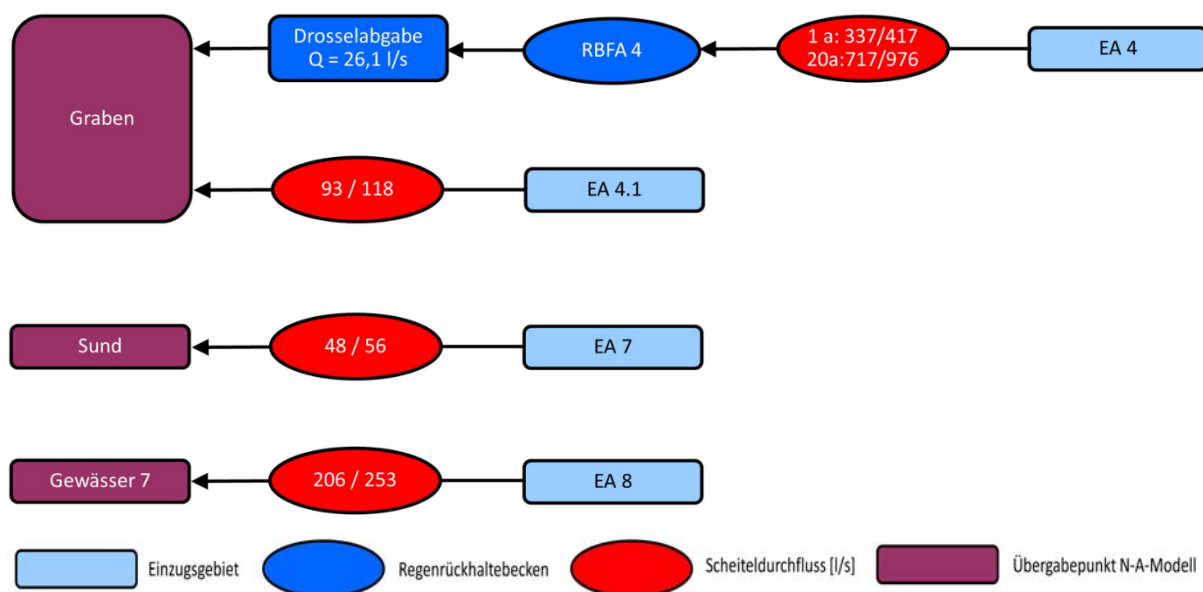 Graben
Drosselabgabe
Q = 26,1 l/s
RBFA 4
1 a: 337/417
20a:717/976
EA 4
93 / 118
EA 4.1
Sund
48 / 56
EA 7
Gewässer 7
206 / 253
EA 8
Einzugsgebiet
Regenrückhaltebecken
Scheiteldurchfluss [l/s]
Übergabepunkt N-A-Modell